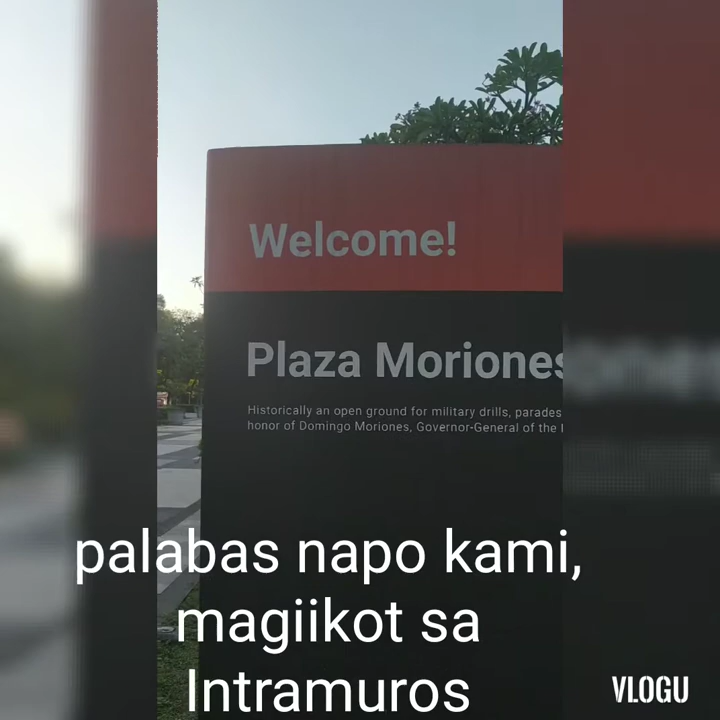 Welcome!
Plaza Moriones
Historically an open ground for military drills, parades
honor of Domingo Moriones, Governor-General of the
palabas napo kami,
magiikot sa
Intramuros
VLOGU